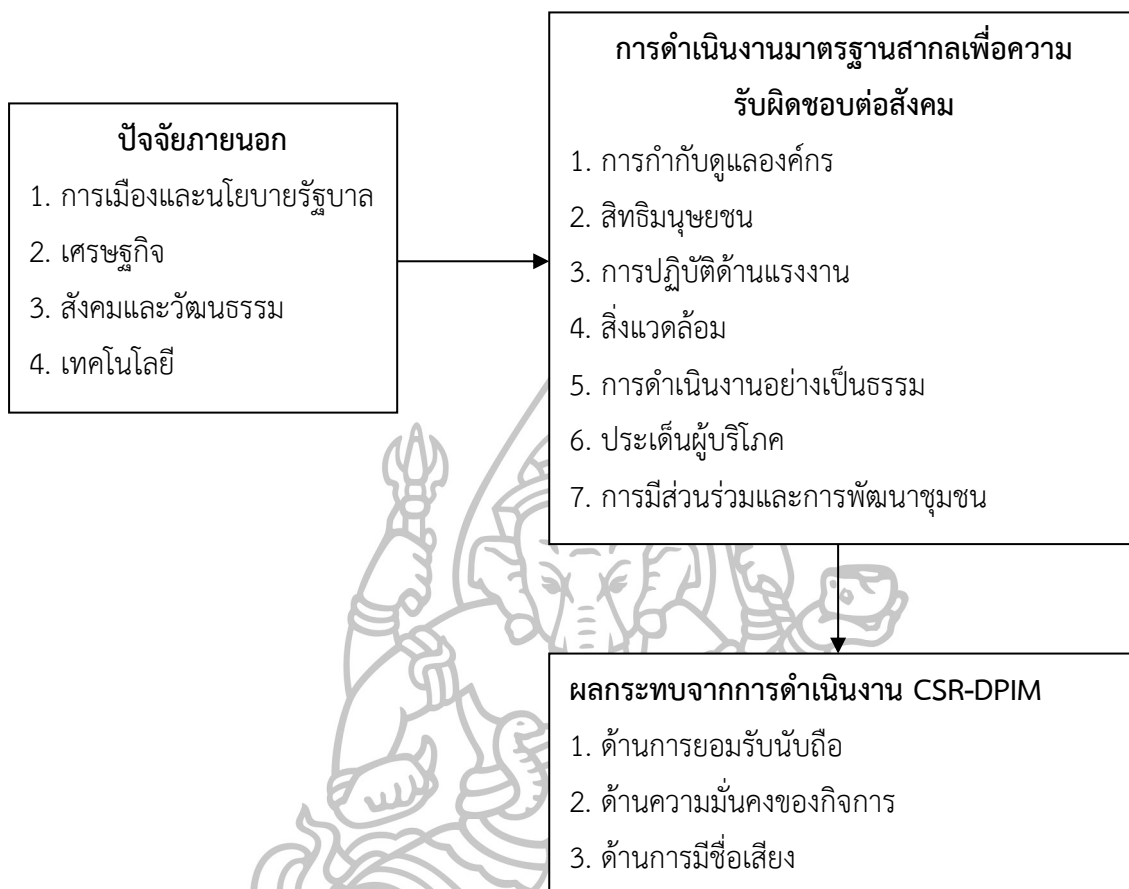 ปัจจัยภายนอก
1. การเมืองและนโยบายรัฐบาล
2. เศรษฐกิจ
3. สังคมและวัฒนธรรม
4. เทคโนโลยี
การดำเนินงานมาตรฐานสากลเพื่อความ
รับผิดชอบต่อสังคม
1. การกำกับดูแลองค์กร
2. สิทธิมนุษยชน
3. การปฏิบัติด้านแรงงาน
4. สิ่งแวดล้อม
5. การดำเนินงานอย่างเป็นธรรม
6. ประเด็นผู้บริโภค
7. การมีส่วนร่วมและการพัฒนาชุมชน
ผลกระทบจากการดำเนินงาน CSR-DPIM
1. ด้านการยอมรับนับถือ
2. ด้านความมั่นคงของกิจการ
3. ด้านการมีชื่อเสียง